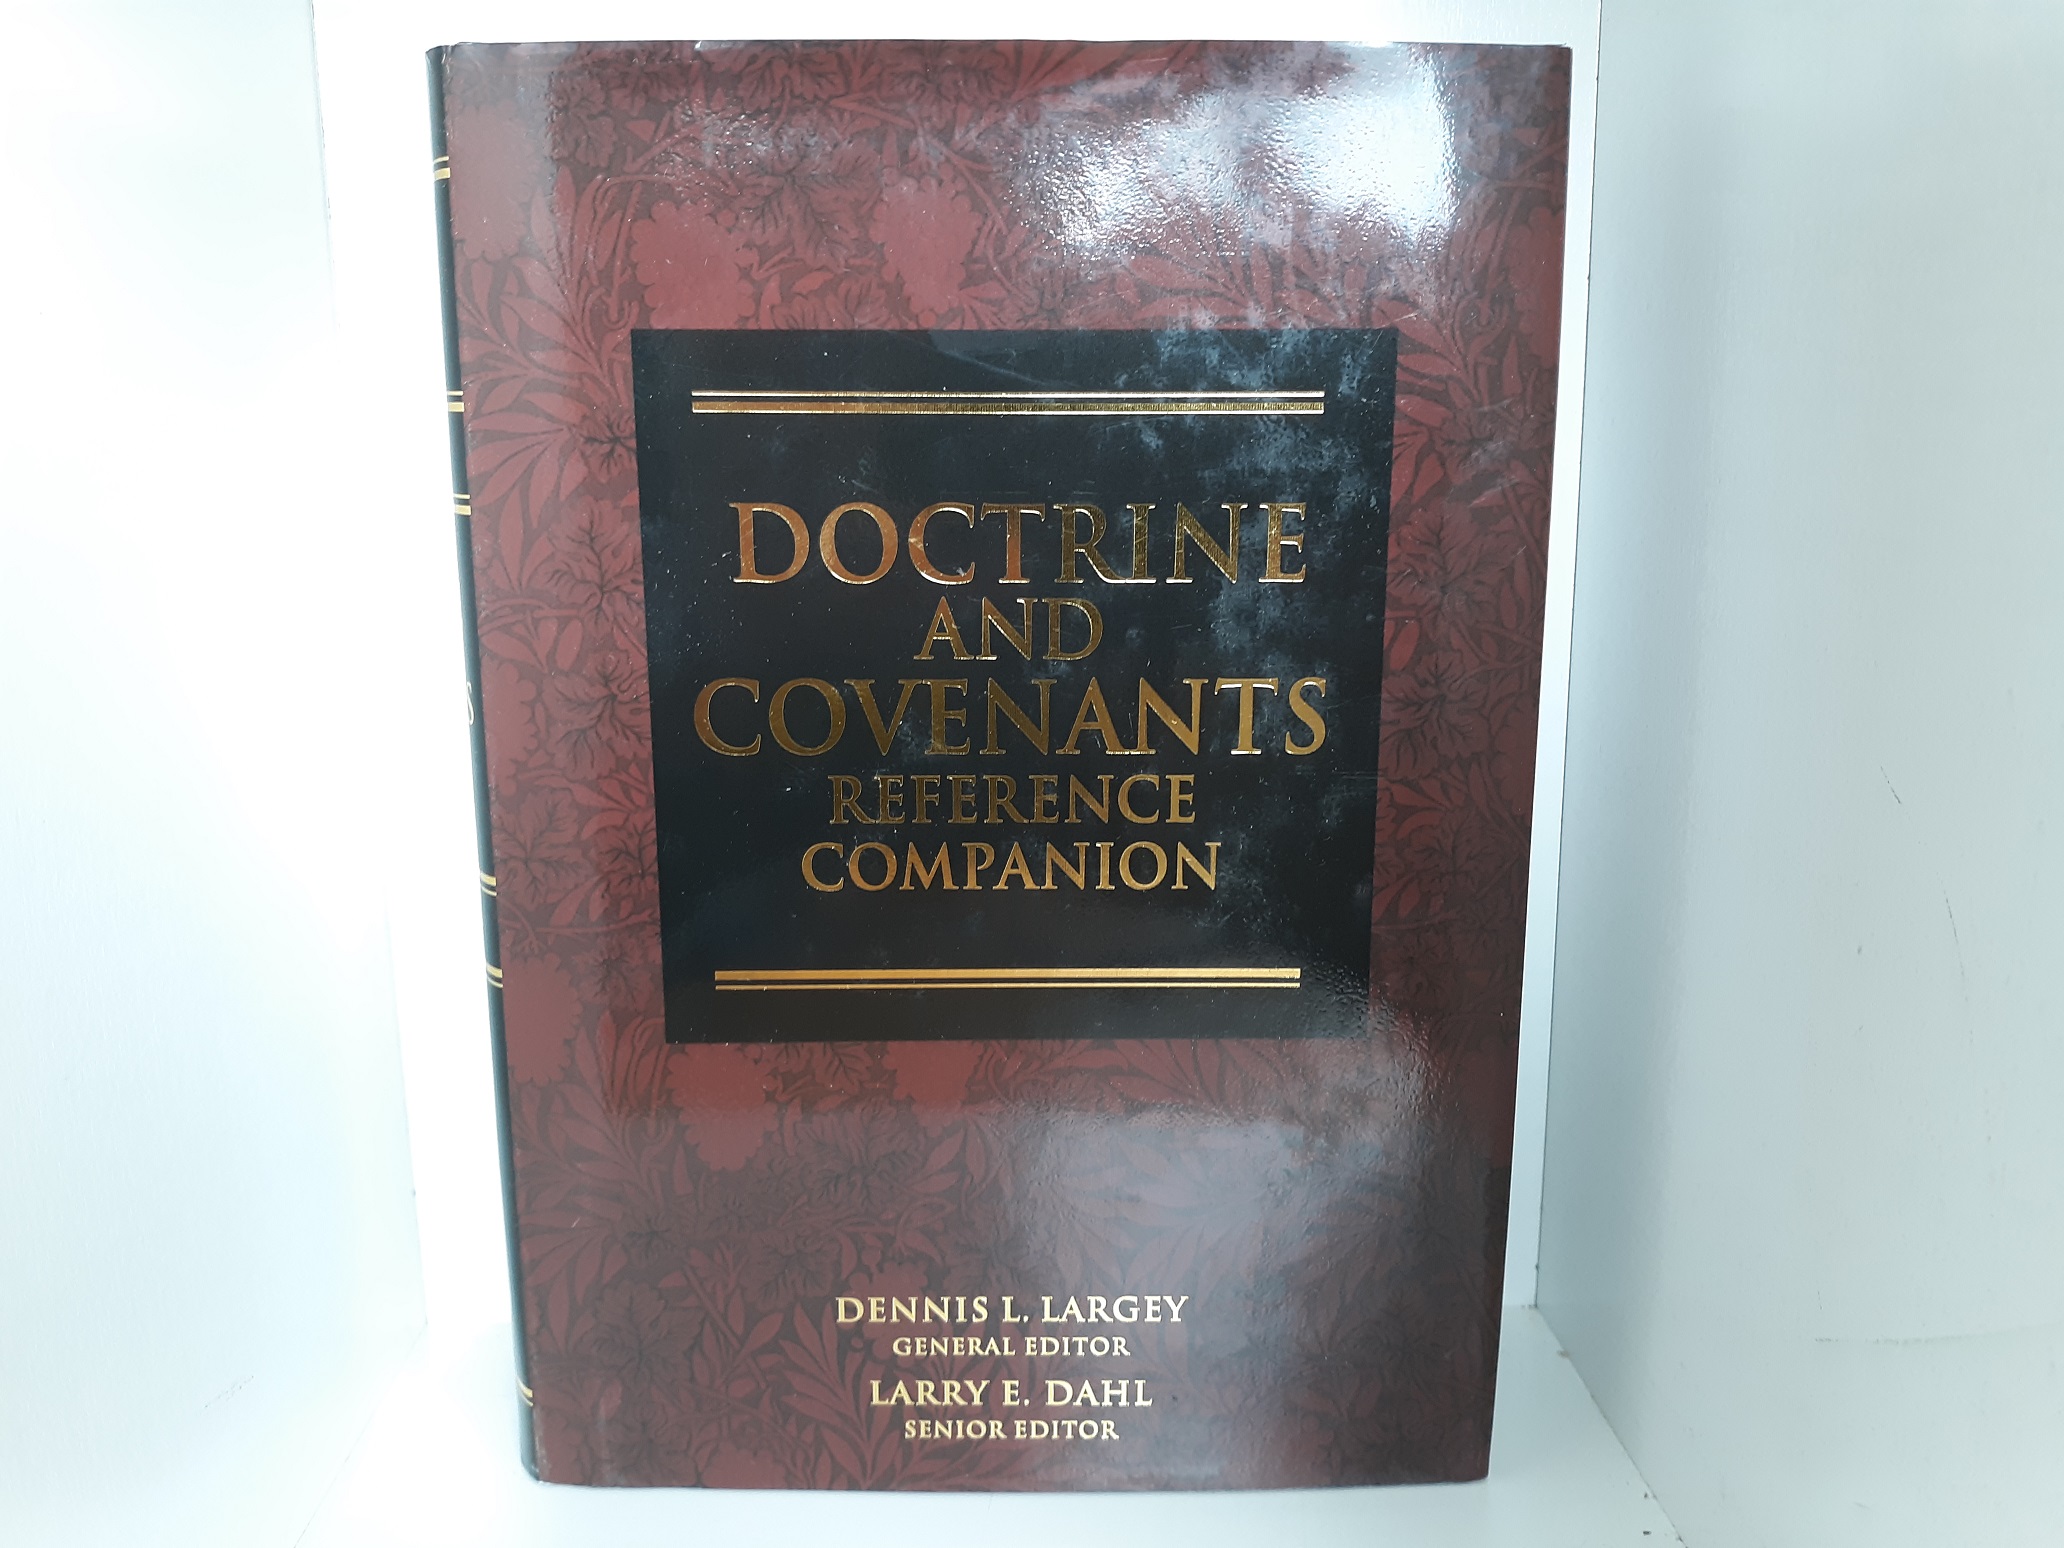 DOCTRINE
AND
COVENANTS
REFERENCE
COMPANION
DENNIS L. LARGEY
GENERAL EDITOR
LARRY E. DAHL
SENIOR EDITOR